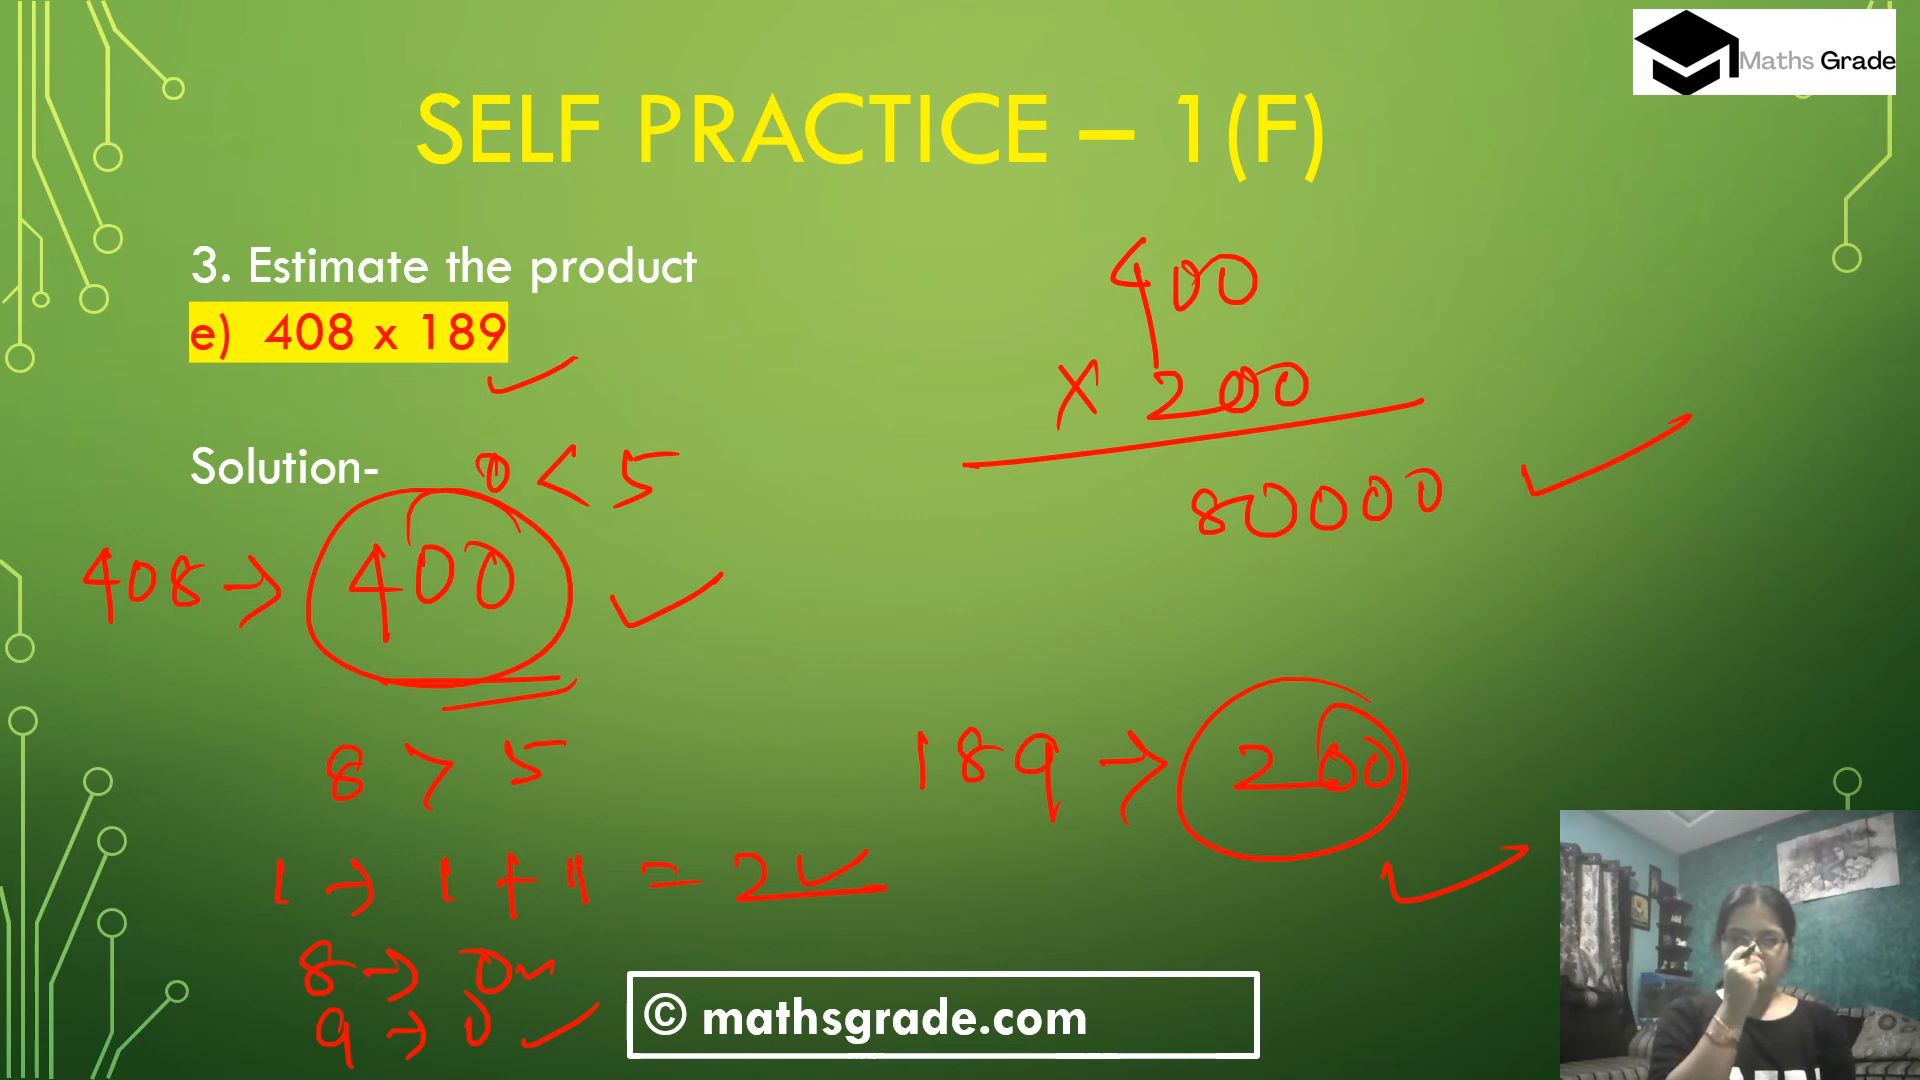 Maths Grade
SELF PRACTICE – 1(F)
3. Estimate the product
e) 408 x 189
Solution-
0 < 5
408 → 400
8 > 5
1 → 1 + 1 = 2
8 → 0
9 → 0
400
x 200
80000
189 → 200
© mathsgrade.com